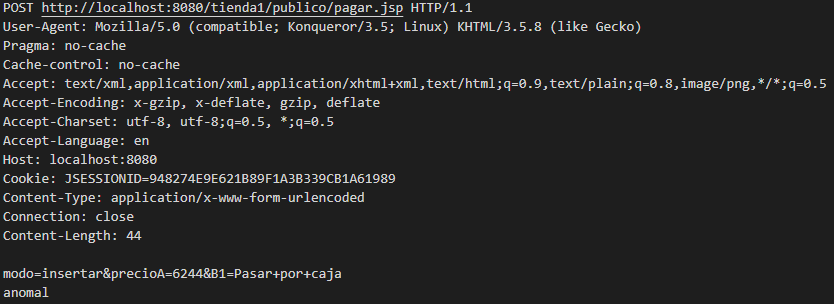 POST http://localhost:8080/tienda1/publico/pagar.jsp HTTP/1.1
User-Agent: Mozilla/5.0 (compatible; Konqueror/3.5; Linux) KHTML/3.5.8 (like Gecko)
Pragma: no-cache
Cache-control: no-cache
Accept: text/xml,application/xml,application/xhtml+xml,text/html;q=0.9,text/plain;q=0.8,image/png,*/*;q=0.5
Accept-Encoding: x-gzip, x-deflate, gzip, deflate
Accept-Charset: utf-8, utf-8;q=0.5, *;q=0.5
Accept-Language: en
Host: localhost:8080
Cookie: JSESSIONID=948274E9E621B89F1A3B339CB1A61989
Content-Type: application/x-www-form-urlencoded
Connection: close
Content-Length: 44

modo=insertar&precioA=6244&B1=Pasar+por+caja
anomal